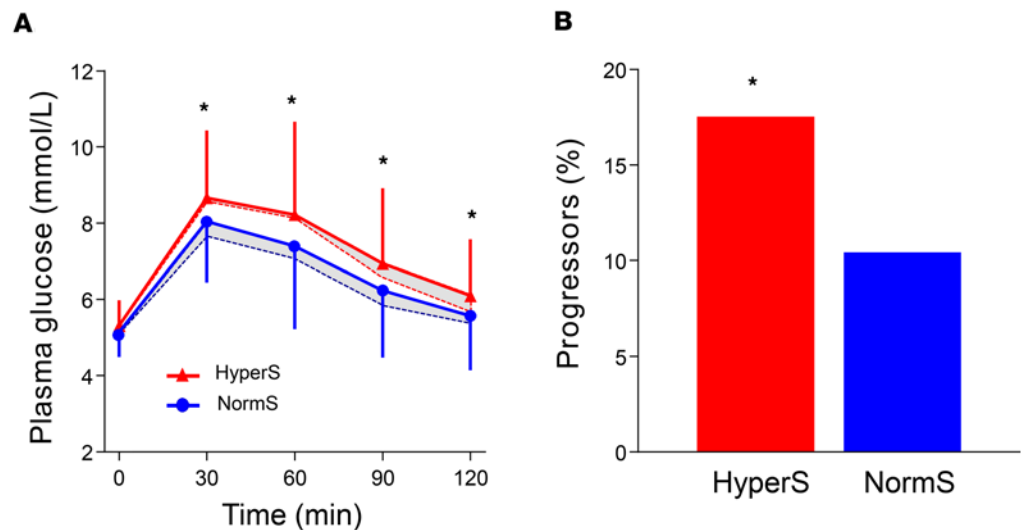 A
Plasma glucose (mmol/L)
12
10
8
6
4
2
* * * *
HyperS
NormS
0 30 60 90 120
Time (min)
B
Progressors (%)
20
15
10
5
0
*
HyperS NormS